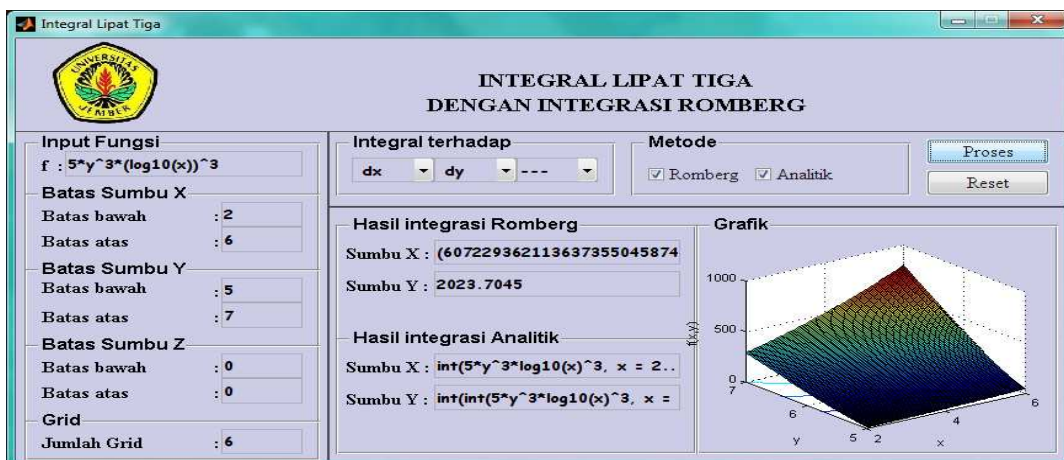 Integral Lipat Tiga
UNIVERSITAS
JEMBER
INTEGRAL LIPAT TIGA
DENGAN INTEGRASI ROMBERG
Input Fungsi
f : 5*y^3*(log10(x))^3
Batas Sumbu X
Batas bawah : 2
Batas atas : 6
Batas Sumbu Y
Batas bawah : 5
Batas atas : 7
Batas Sumbu Z
Batas bawah : 0
Batas atas : 0
Grid
Jumlah Grid : 6
Integral terhadap
dx dy ---
Metode
Romberg Analitik
Proses
Reset
Hasil integrasi Romberg
Sumbu X : (607229362113637355045874
Sumbu Y : 2023.7045
Hasil integrasi Analitik
Sumbu X : int(5*y^3*log10(x)^3, x = 2..
Sumbu Y : int(int(5*y^3*log10(x)^3, x =
Grafik
1000
500
0
f(x,y)
7
6
5
y
2
4
6
x